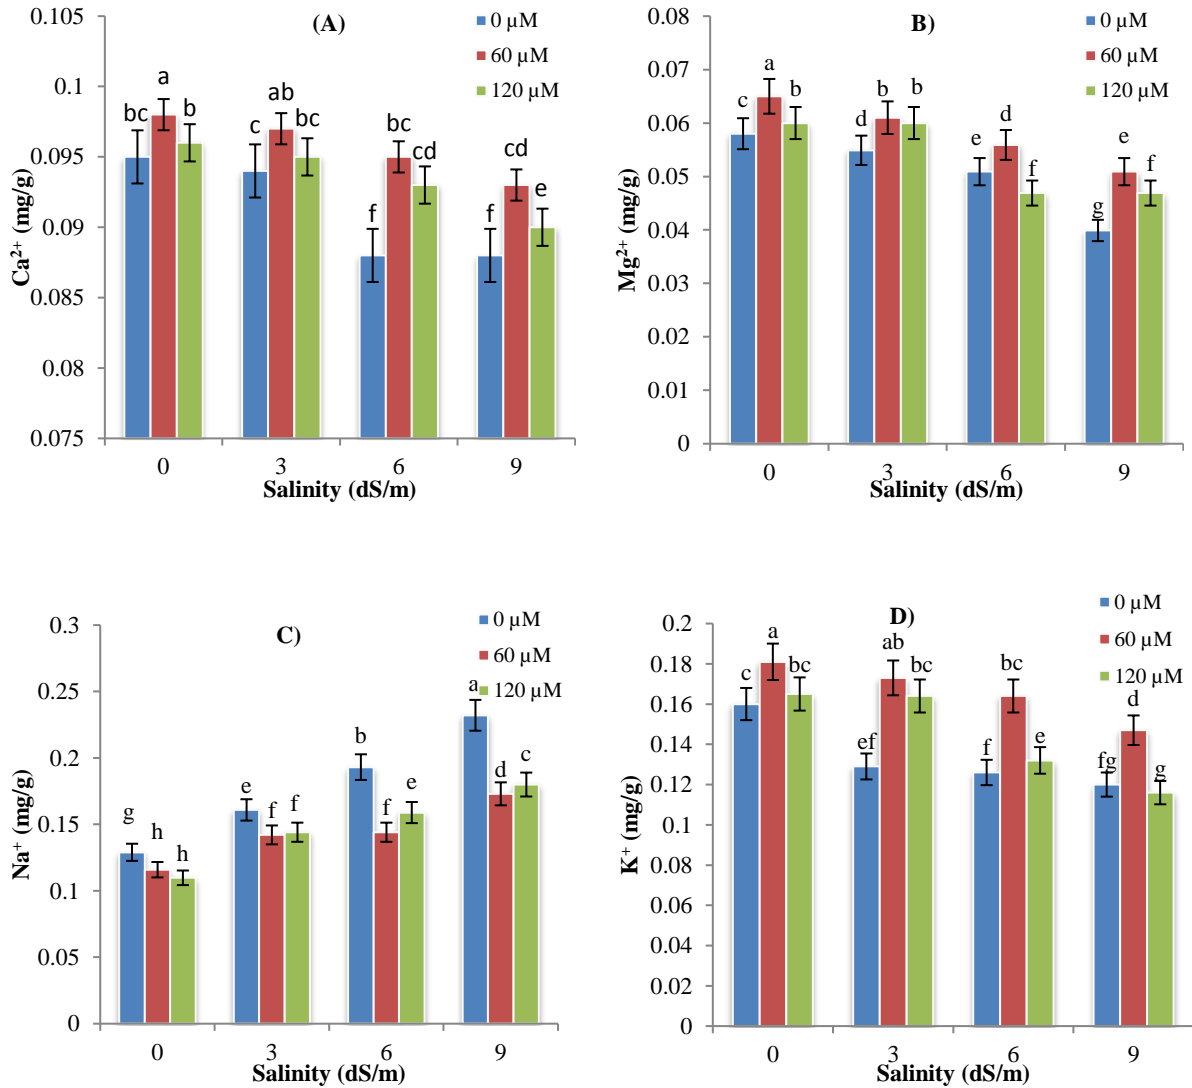 (A)
0 µM
60 µM
120 µM
Ca²⁺ (mg/g)
0.105
0.1
0.095
0.09
0.085
0.08
0.075
bc a b
c ab bc
f bc cd
f cd e
0 3 6 9
Salinity (dS/m)
B)
0 µM
60 µM
120 µM
Mg²⁺ (mg/g)
0.08
0.07
0.06
0.05
0.04
0.03
0.02
0.01
0
c a b
d b b
e d f
g e f
0 3 6 9
Salinity (dS/m)
C)
0 µM
60 µM
120 µM
Na⁺ (mg/g)
0.3
0.25
0.2
0.15
0.1
0.05
0
g h h
e f f
b f e
a d c
0 3 6 9
Salinity (dS/m)
D)
0 µM
60 µM
120 µM
K⁺ (mg/g)
0.2
0.18
0.16
0.14
0.12
0.1
0.08
0.06
0.04
0.02
0
c a bc
ef ab bc
f bc e
fg d g
0 3 6 9
Salinity (dS/m)